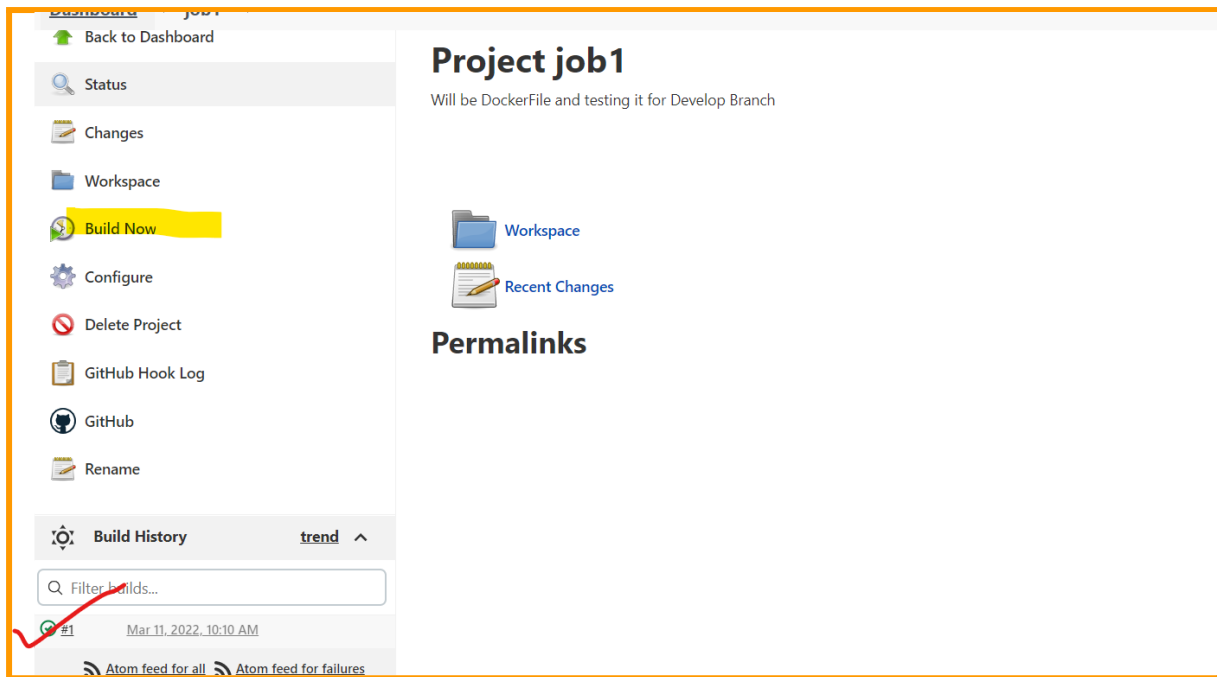 Dashboard job1
Back to Dashboard
Status
Changes
Workspace
Build Now
Configure
Delete Project
GitHub Hook Log
GitHub
Rename
Build History trend
Filter builds...
#1 Mar 11, 2022, 10:10 AM
Atom feed for all Atom feed for failures
Project job1
Will be DockerFile and testing it for Develop Branch
Workspace
Recent Changes
Permalinks